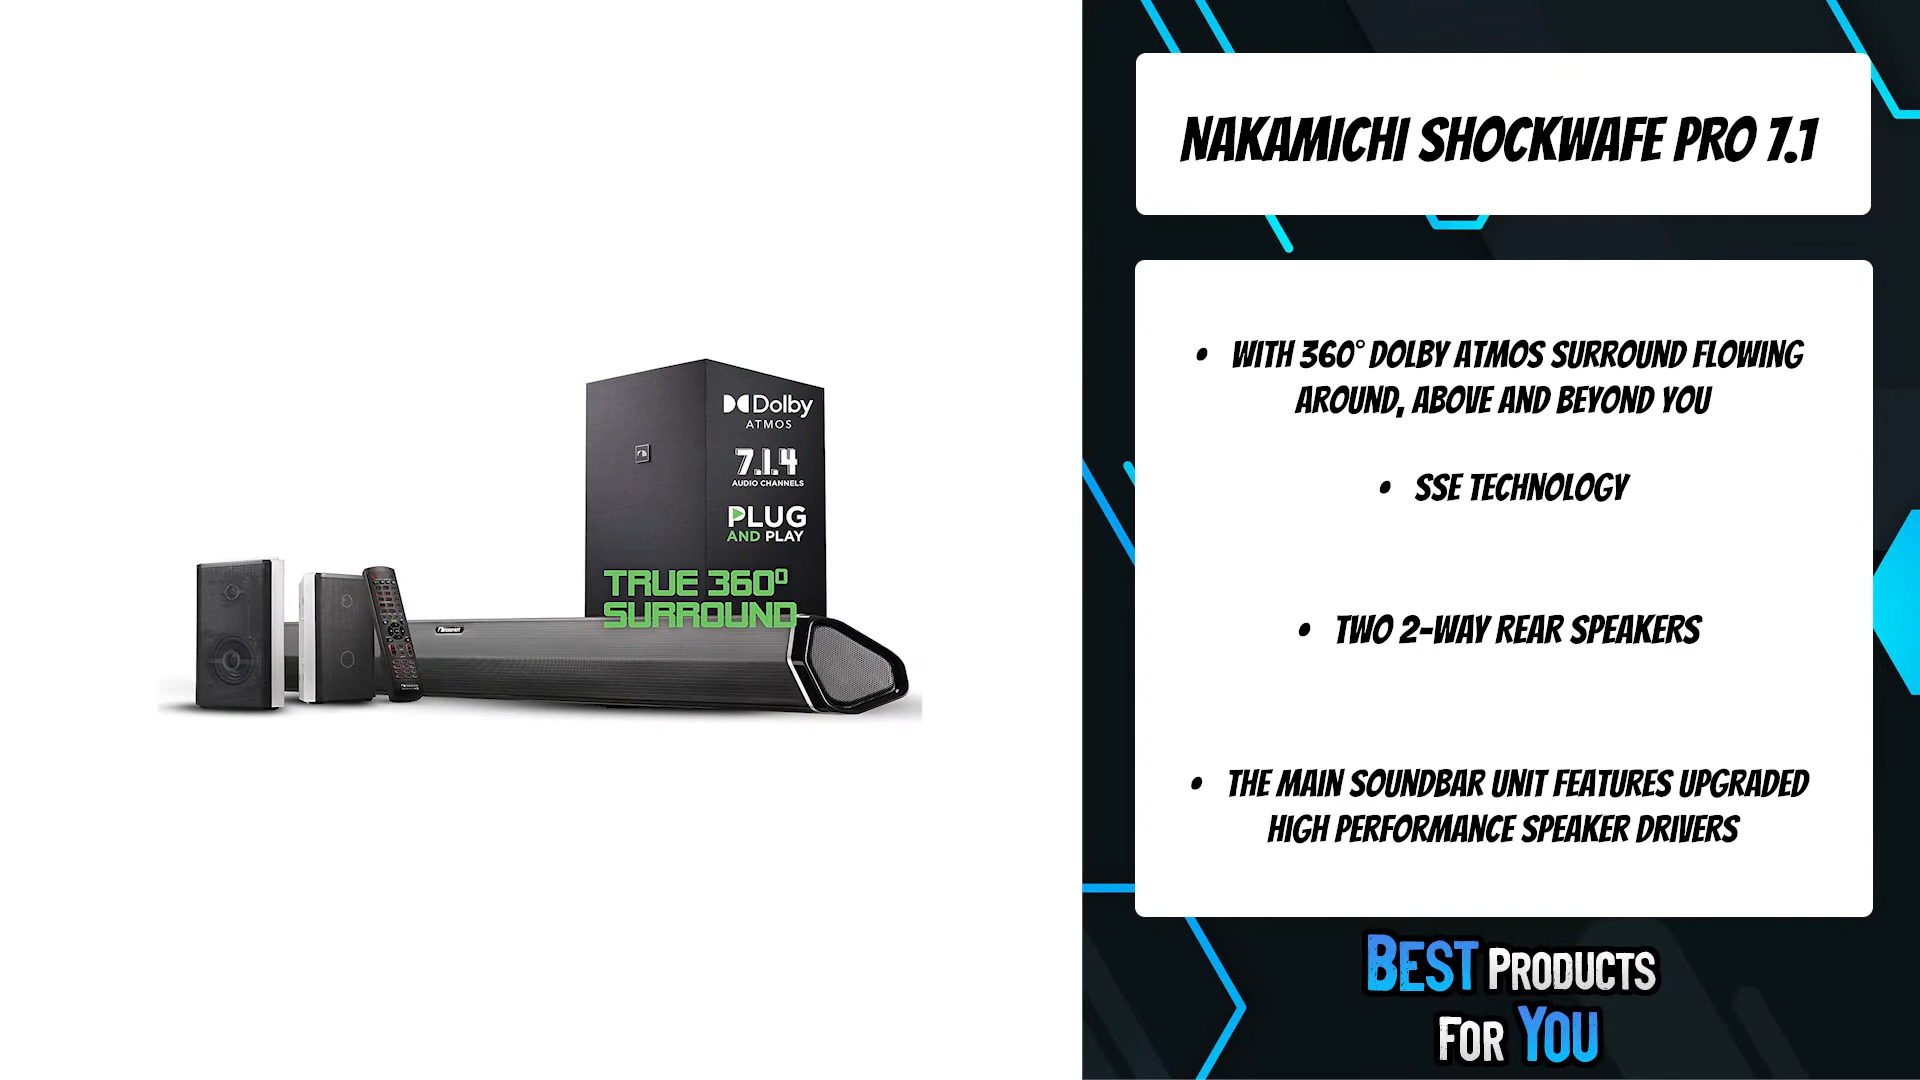 NAKAMICHI SHOCKWAFE PRO 7.1
• WITH 360° DOLBY ATMOS SURROUND FLOWING
AROUND, ABOVE AND BEYOND YOU
• SSE TECHNOLOGY
• TWO 2-WAY REAR SPEAKERS
• THE MAIN SOUNDBAR UNIT FEATURES UPGRADED
HIGH PERFORMANCE SPEAKER DRIVERS
BEST PRODUCTS
FOR YOU
Dolby
ATMOS
7.1.4
AUDIO CHANNELS
PLUG
AND PLAY
TRUE 360°
SURROUND